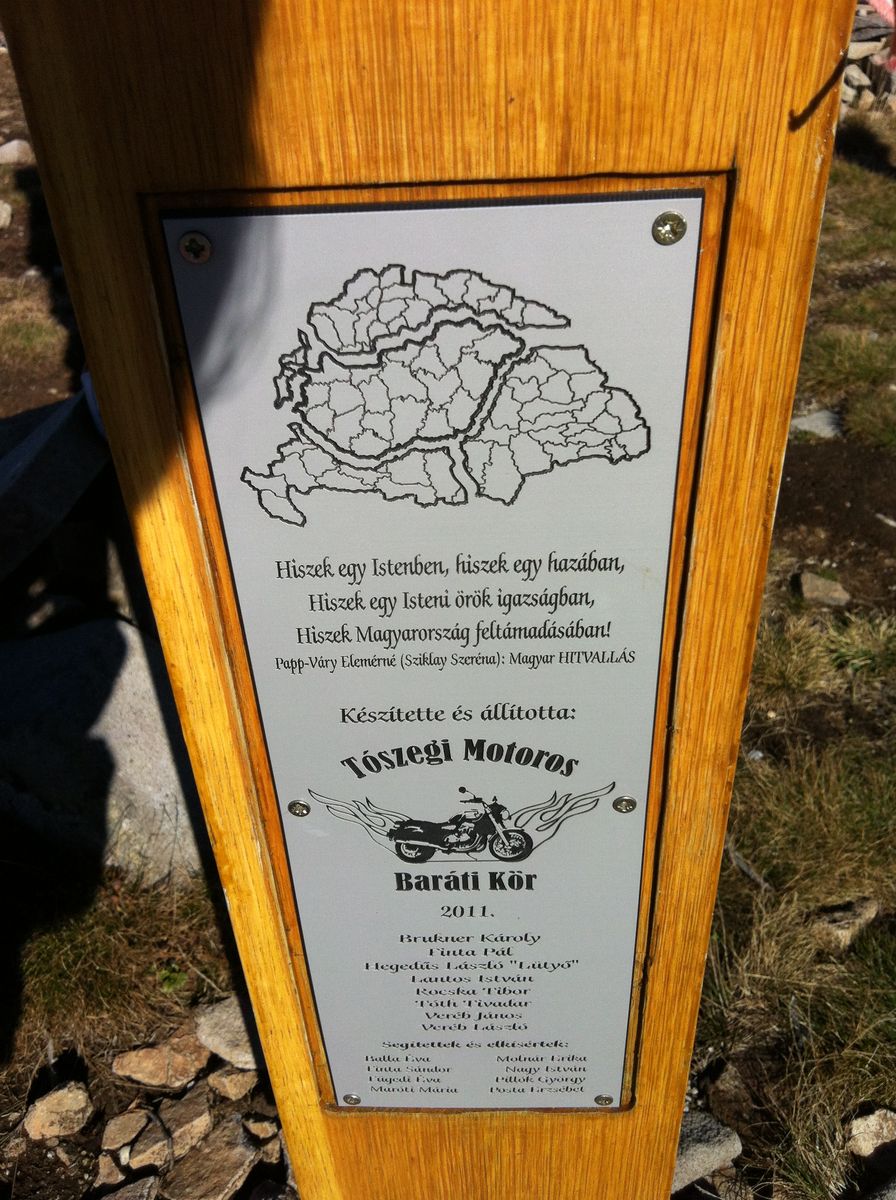 Hiszek egy Istenben, hiszek egy hazában,
Hiszek egy Isteni örök igazságban,
Hiszek Magyarország feltámadásában!
Papp-Váry Elemérné (Sziklay Szeréna): Magyar HITVALLÁS
Készítette és állította:
Tószegi Motoros
Baráti Kör
2011.
Brukner Károly
Finta Pál
Hegedűs László "Lütyő"
Lantos István
Rocska Tibor
Tóth Tivadar
Veréb János
Veréb László
Segítettek és elkísértek:
Balla Éva Molnár Erika
Finta Sándor Nagy István
Fügedi Éva Pillók György
Maróti Mária Pósta Erzsébet